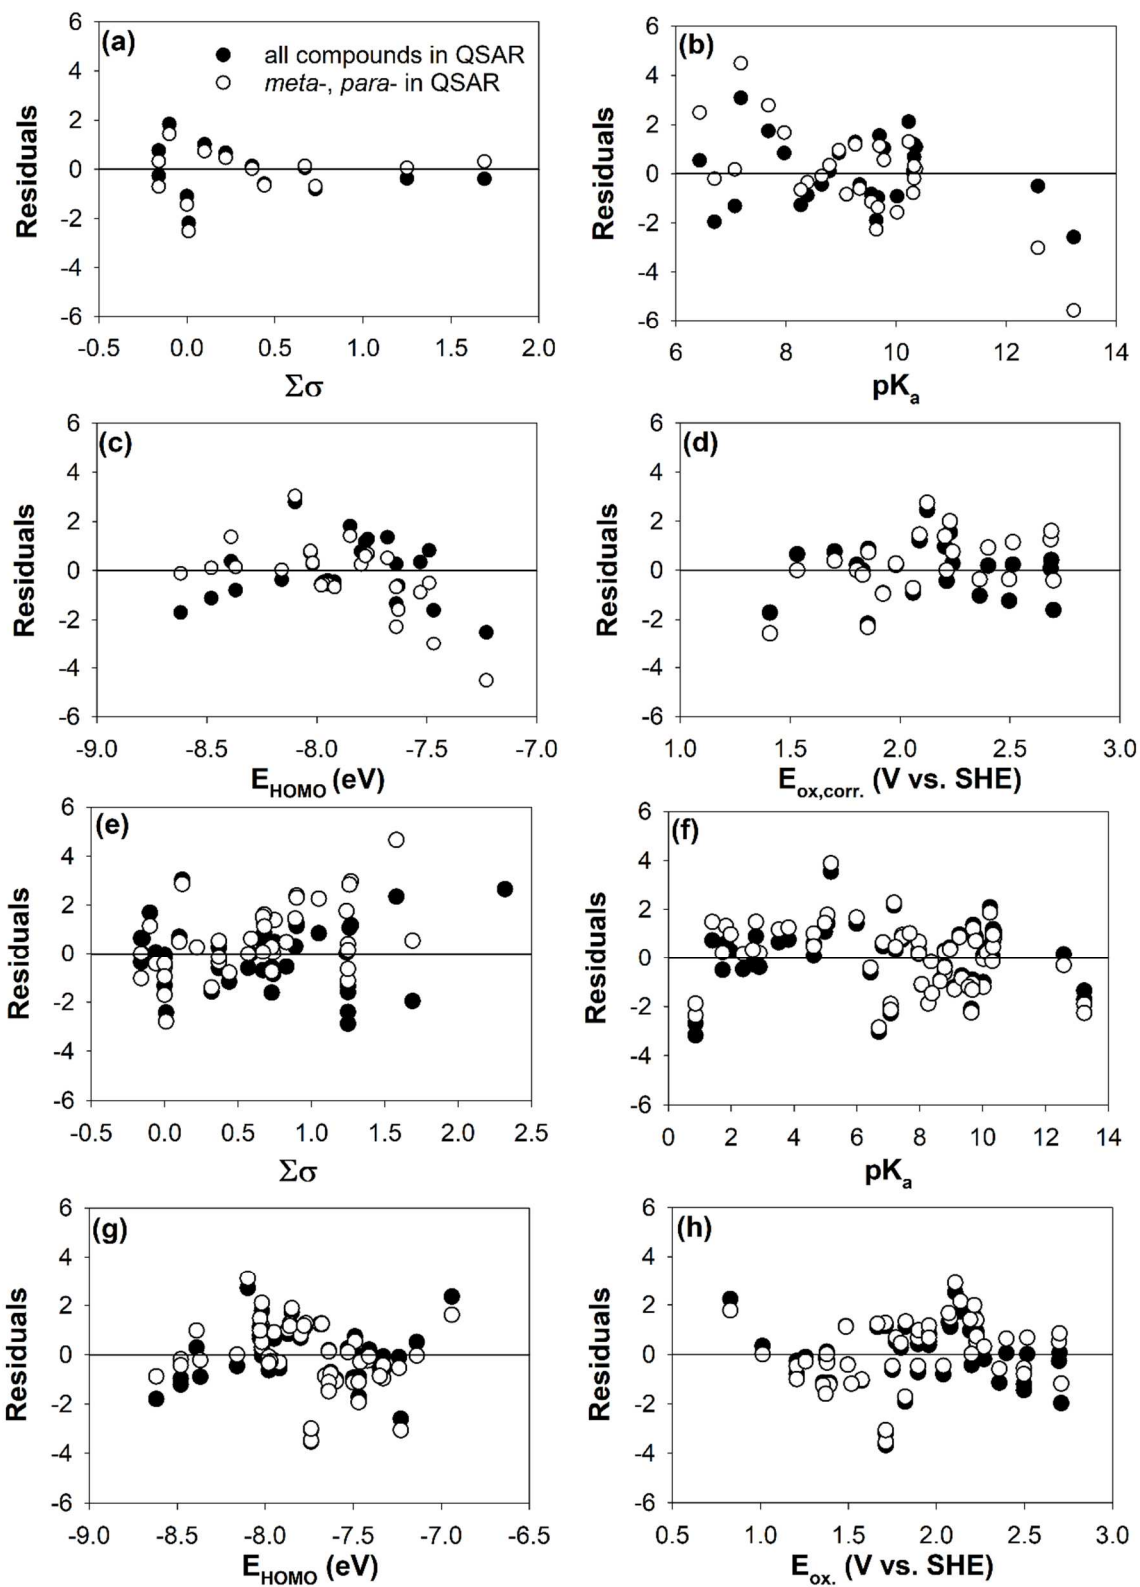 (a)
all compounds in QSAR
meta-, para- in QSAR
Residuals
6
4
2
0
-2
-4
-6
-0.5 0.0 0.5 1.0 1.5 2.0
Σσ
(b)
Residuals
6
4
2
0
-2
-4
-6
6 8 10 12 14
pKa
(c)
Residuals
6
4
2
0
-2
-4
-6
-9.0 -8.5 -8.0 -7.5 -7.0
EHOMO (eV)
(d)
Residuals
6
4
2
0
-2
-4
-6
1.0 1.5 2.0 2.5 3.0
Eox,corr. (V vs. SHE)
(e)
Residuals
6
4
2
0
-2
-4
-6
-0.5 0.0 0.5 1.0 1.5 2.0 2.5
Σσ
(f)
Residuals
6
4
2
0
-2
-4
-6
0 2 4 6 8 10 12 14
pKa
(g)
Residuals
6
4
2
0
-2
-4
-6
-9.0 -8.5 -8.0 -7.5 -7.0 -6.5
EHOMO (eV)
(h)
Residuals
6
4
2
0
-2
-4
-6
0.5 1.0 1.5 2.0 2.5 3.0
Eox. (V vs. SHE)